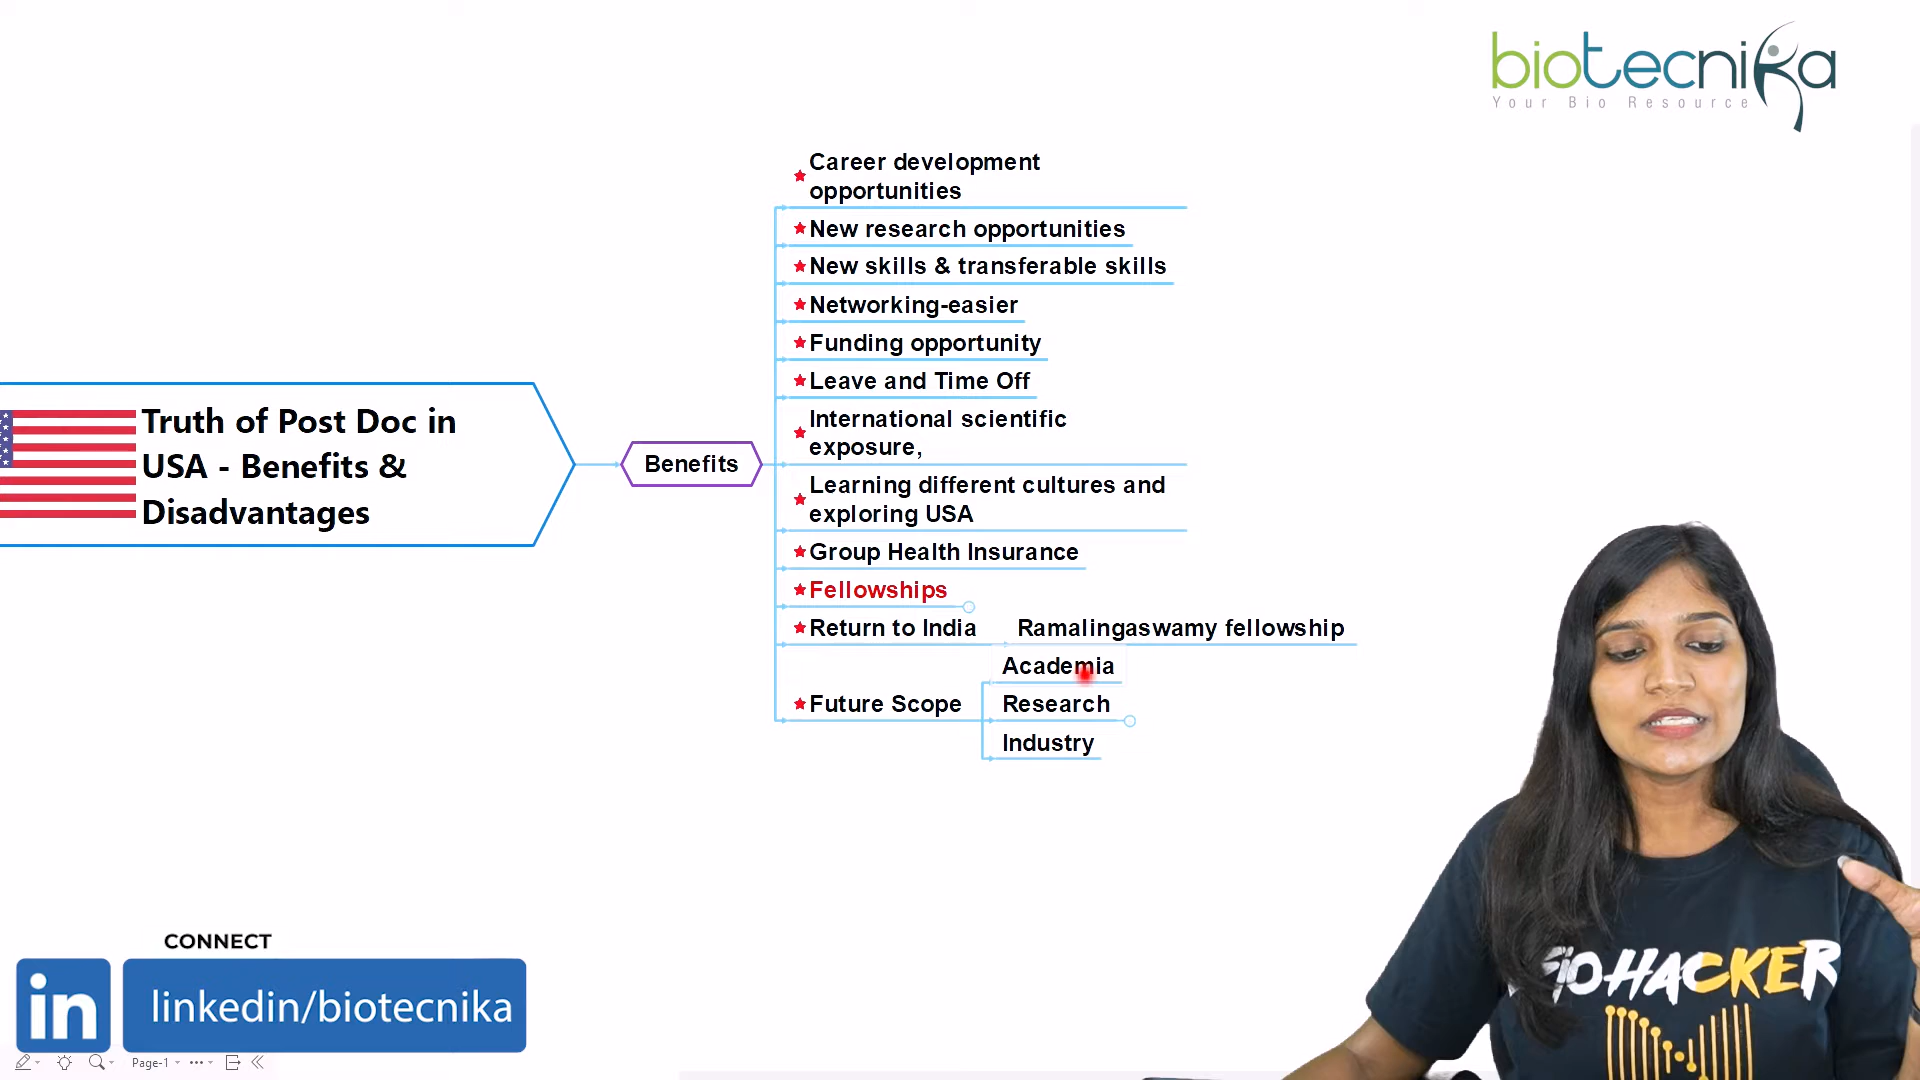 biotecnika
Your Bio Resource
Career development
opportunities
New research opportunities
New skills & transferable skills
Networking-easier
Funding opportunity
Leave and Time Off
International scientific
exposure,
Learning different cultures and
exploring USA
Group Health Insurance
Fellowships
Return to India
Ramalingaswamy fellowship
Future Scope
Academia
Research
Industry
Benefits
Truth of Post Doc in
USA - Benefits &
Disadvantages
CONNECT
in
linkedin/biotecnika
Page-1
BIOHACKER